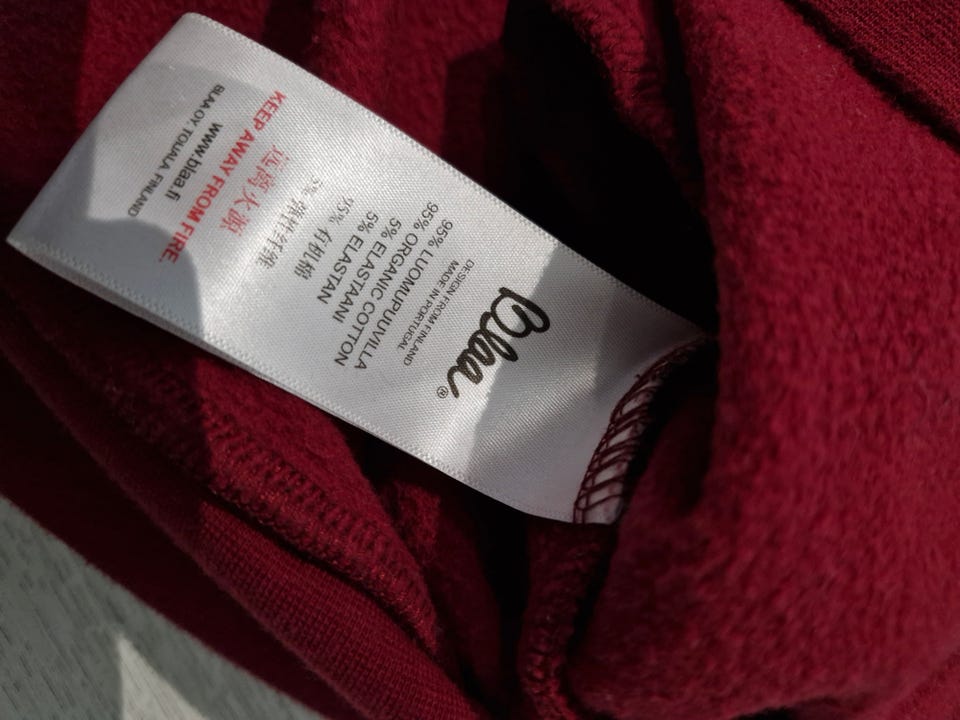 Blaa®
DESIGN FROM FINLAND
MADE IN PORTUGAL
95% LUOMUPUUVILLA
95% ORGANIC COTTON
5% ELASTAANI
5% ELASTAN
95% 有机棉
5% 弹性纤维
远离火源
KEEP AWAY FROM FIRE.
www.blaa.fi
BLAA OY, TOIJALA, FINLAND